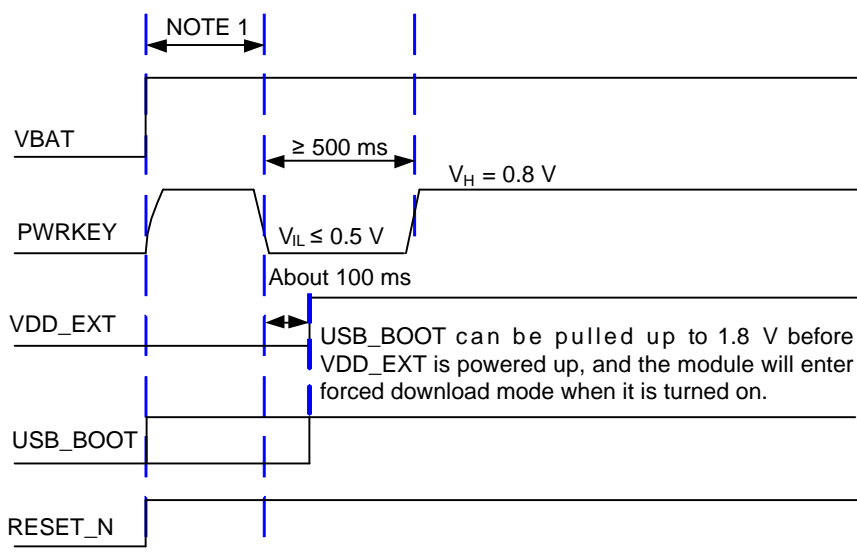 NOTE 1
VBAT
≥ 500 ms
VH = 0.8 V
PWRKEY
VIL ≤ 0.5 V
About 100 ms
VDD_EXT
USB_BOOT can be pulled up to 1.8 V before
VDD_EXT is powered up, and the module will enter
forced download mode when it is turned on.
USB_BOOT
RESET_N